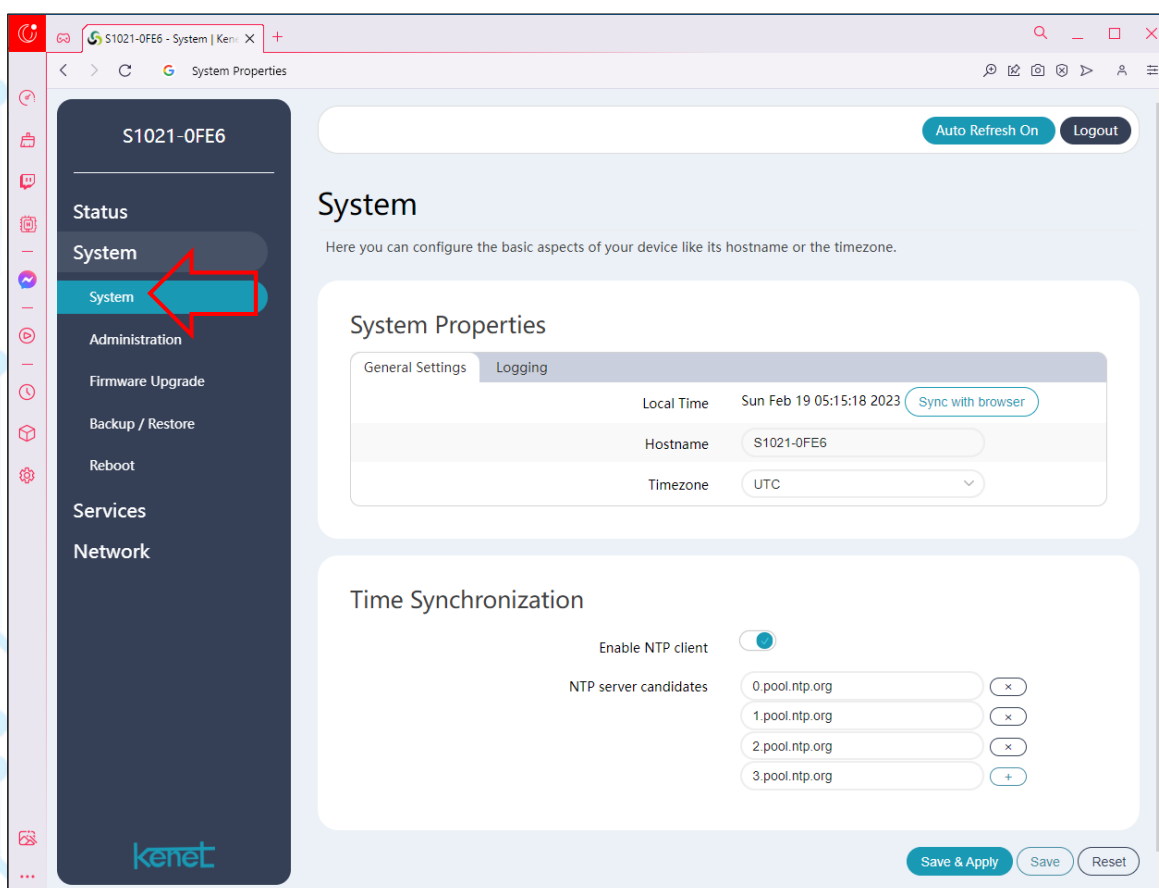 S1021-0FE6 - System | Kene
System Properties
S1021-0FE6
Status
System
System
Administration
Firmware Upgrade
Backup / Restore
Reboot
Services
Network
kenet
Auto Refresh On
Logout
System
Here you can configure the basic aspects of your device like its hostname or the timezone.
System Properties
General Settings Logging
Local Time Sun Feb 19 05:15:18 2023 Sync with browser
Hostname S1021-0FE6
Timezone UTC
Time Synchronization
Enable NTP client
NTP server candidates 0.pool.ntp.org
1.pool.ntp.org
2.pool.ntp.org
3.pool.ntp.org
Save & Apply Save Reset